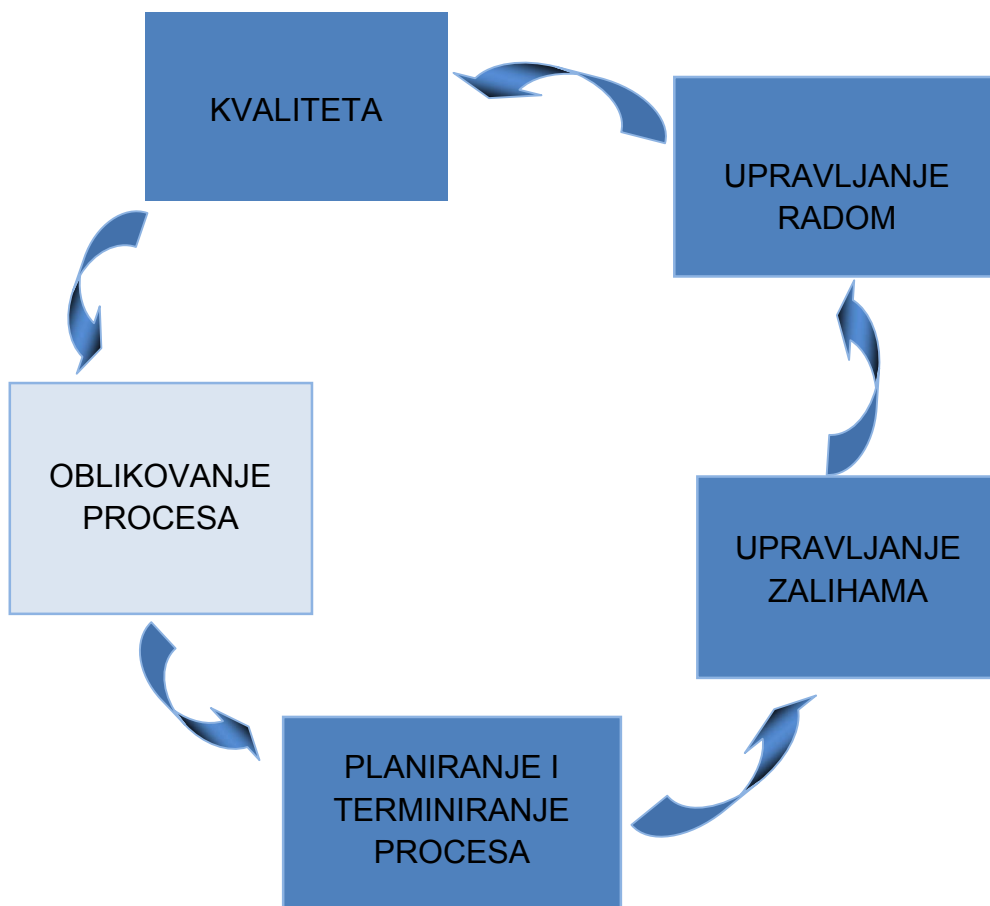 KVALITETA
UPRAVLJANJE
RADOM
OBLIKOVANJE
PROCESA
UPRAVLJANJE
ZALIHAMA
PLANIRANJE I
TERMINIRANJE
PROCESA